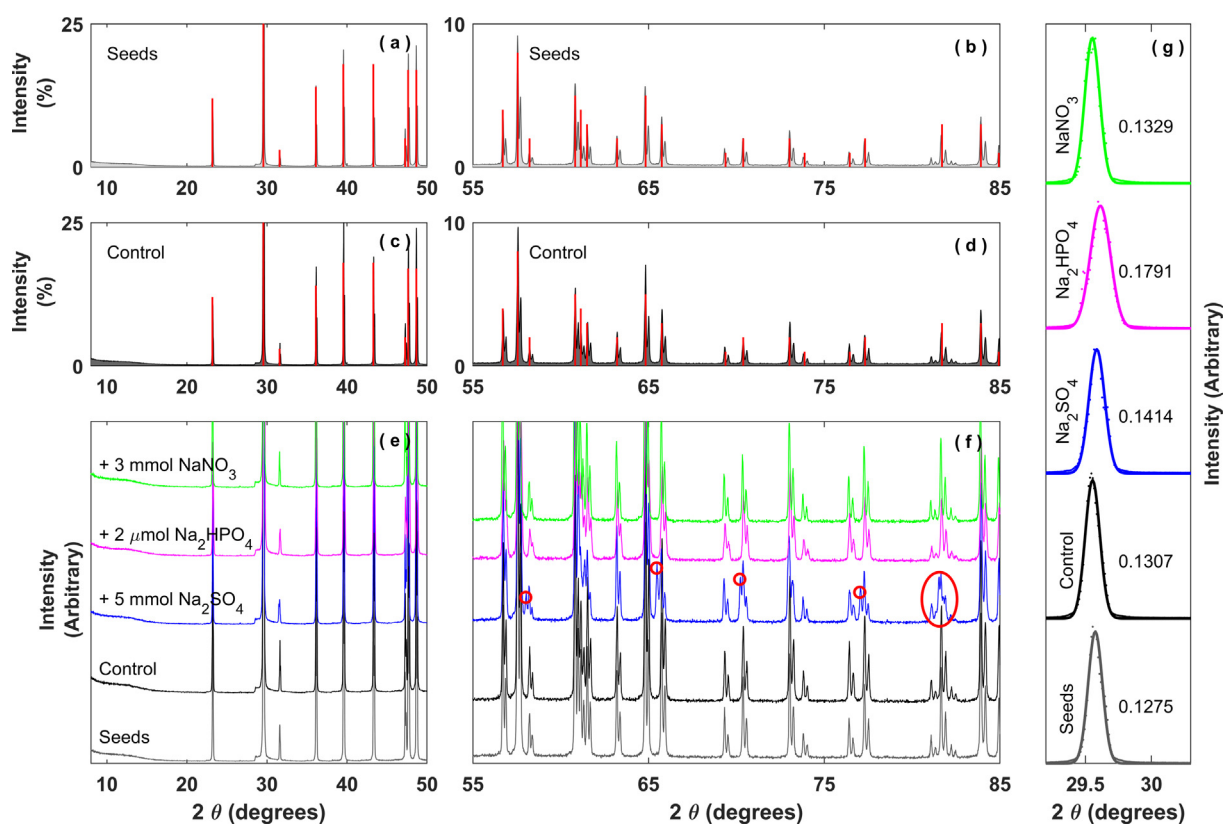 Intensity
(%)
25
0
Seeds
( a )
10 20 30 40 50
10
0
Seeds
( b )
55 65 75 85
Intensity
(%)
25
0
Control
( c )
10 20 30 40 50
10
0
Control
( d )
55 65 75 85
Intensity
(Arbitrary)
( e )
+ 3 mmol NaNO3
+ 2 μmol Na2HPO4
+ 5 mmol Na2SO4
Control
Seeds
10 20 30 40 50
2 θ (degrees)
( f )
55 65 75 85
2 θ (degrees)
( g )
NaNO3
0.1329
Na2HPO4
0.1791
Na2SO4
0.1414
Control
0.1307
Seeds
0.1275
29.5 30
2 θ (degrees)
Intensity (Arbitrary)